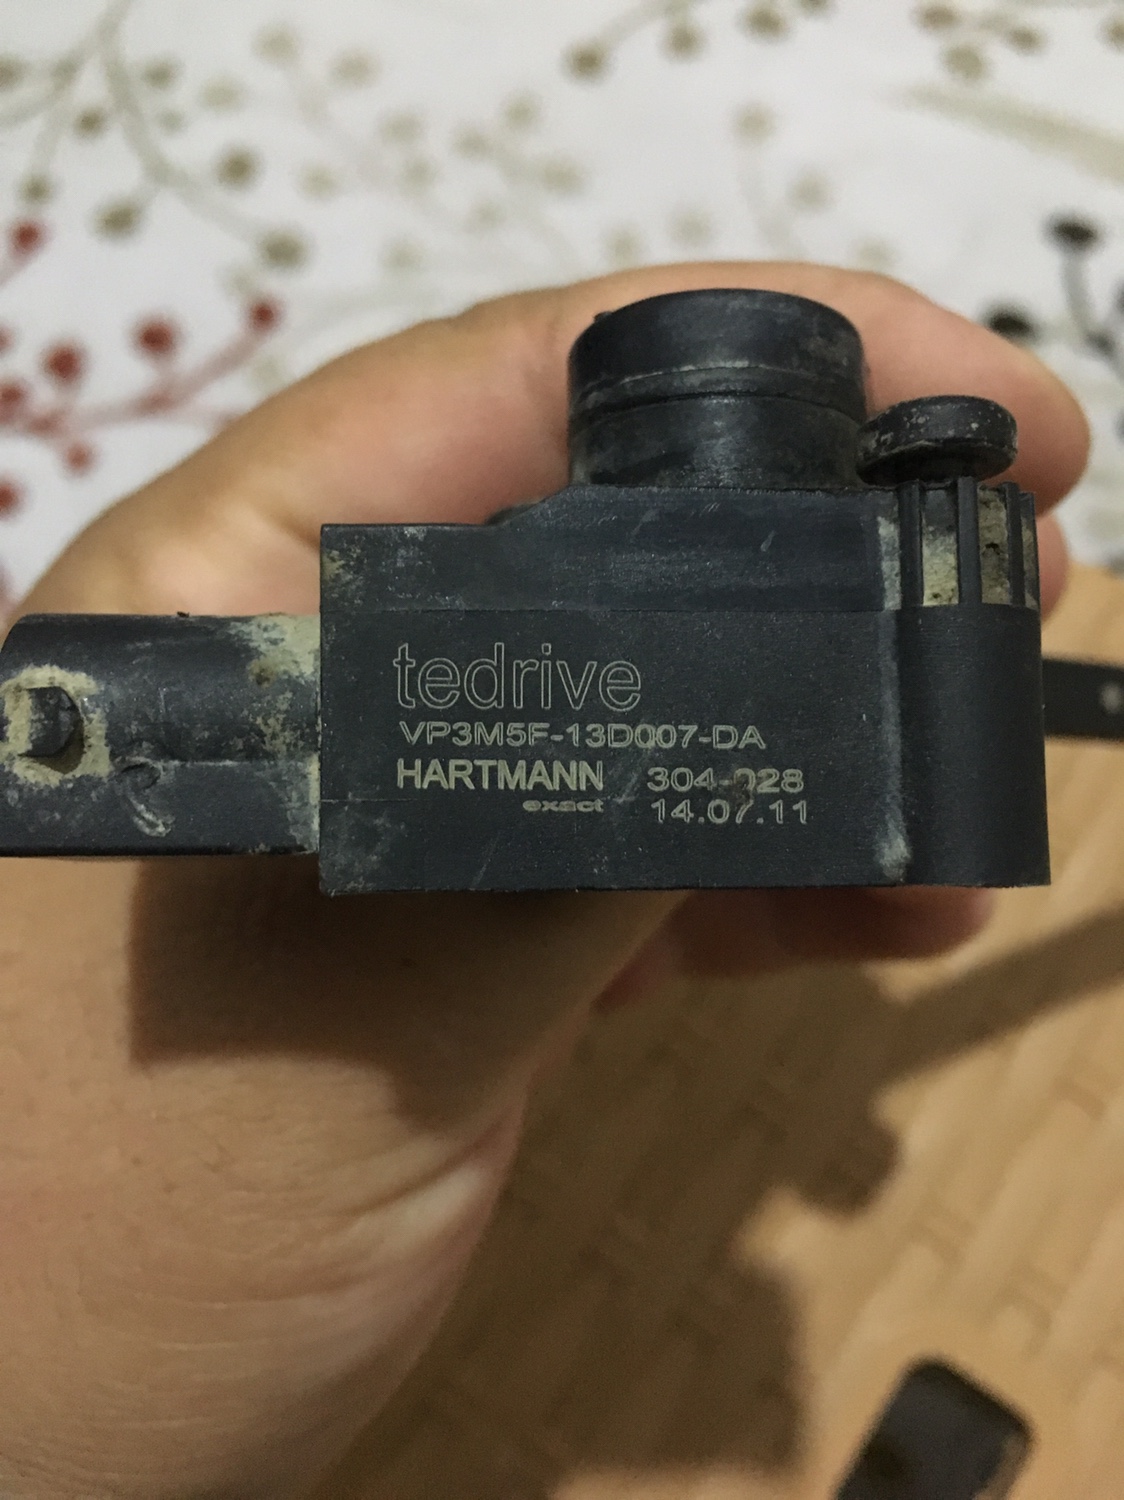 tedrive
VP3M5F-13D007-DA
HARTMANN 304-028
exact 14.07.11